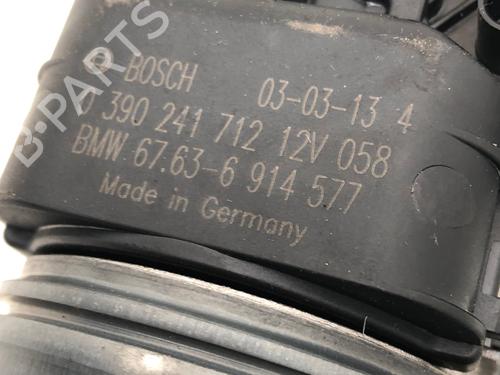 BOSCH 03-03-13 4
0 390 241 712 12V 058
BMW 67.63-6 914 577
Made in Germany
B-PARTS